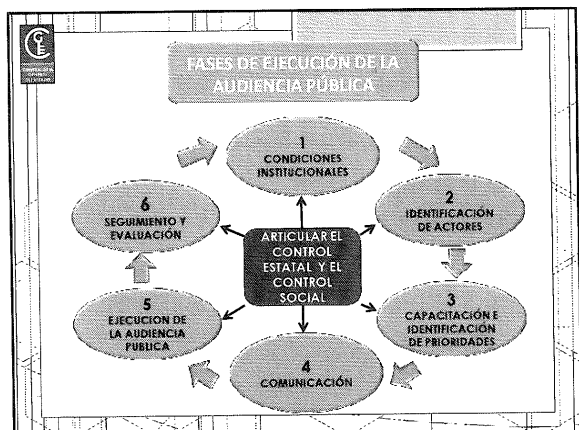 CGE
FASES DE EJECUCIÓN DE LA
AUDIENCIA PÚBLICA
1
CONDICIONES
INSTITUCIONALES
2
IDENTIFICACIÓN
DE ACTORES
3
CAPACITACIÓN E
IDENTIFICACIÓN
DE PRIORIDADES
4
COMUNICACIÓN
5
EJECUCION DE
LA AUDIENCIA
PUBLICA
6
SEGUIMIENTO Y
EVALUACIÓN
ARTICULAR EL
CONTROL
ESTATAL Y EL
CONTROL
SOCIAL